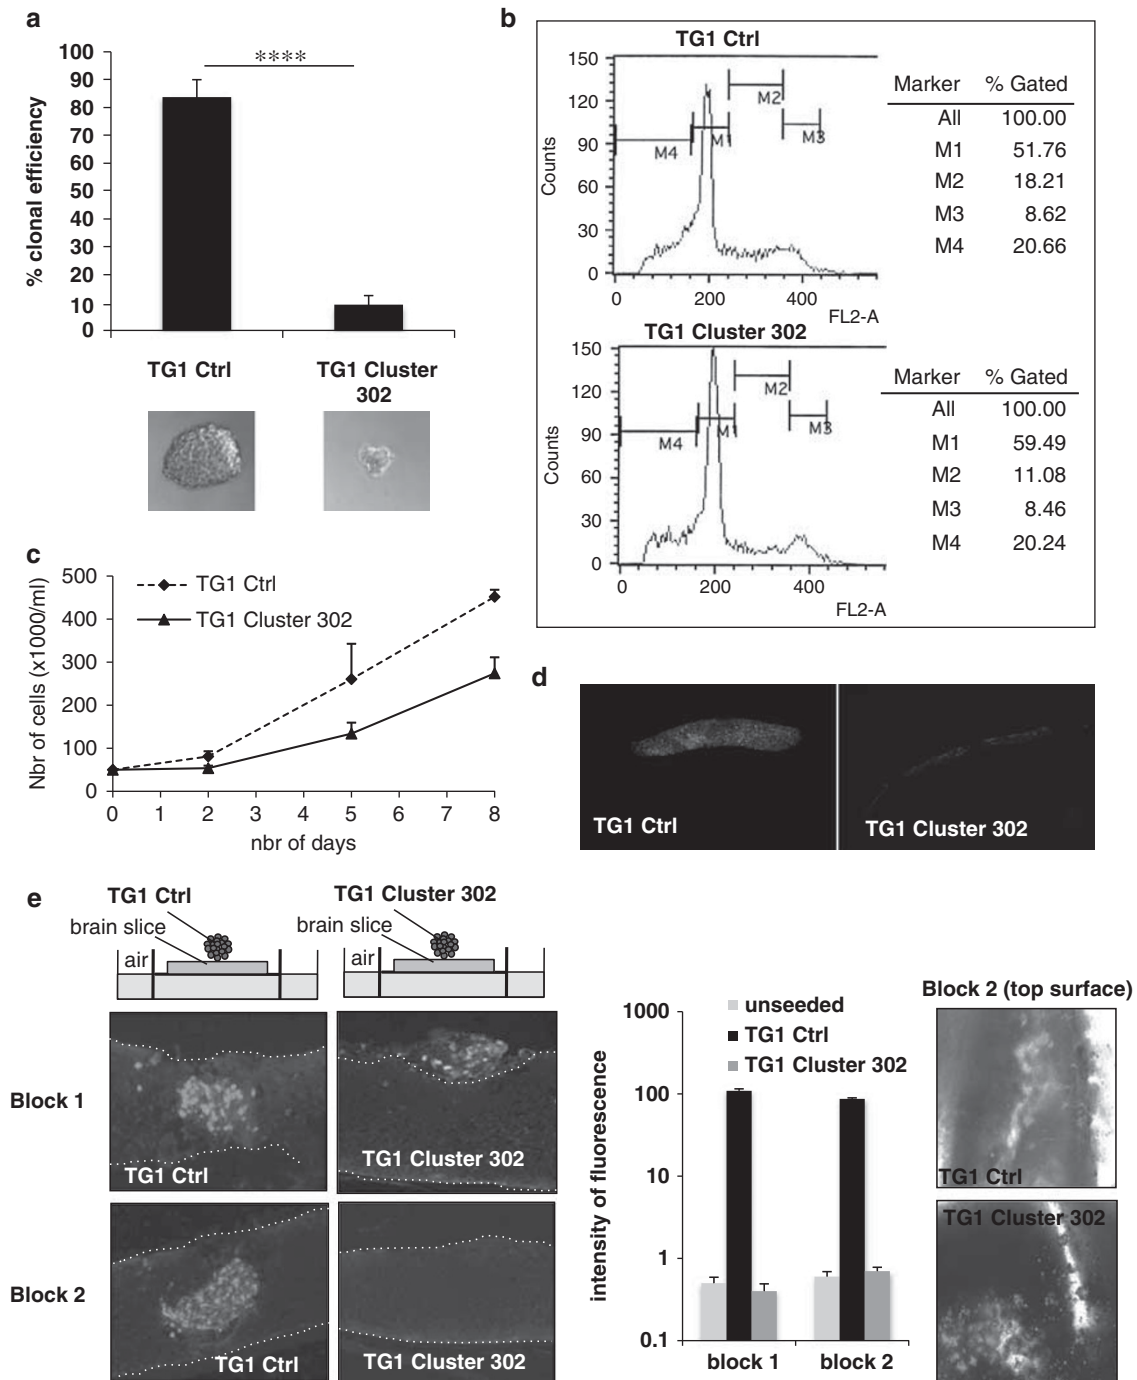 a
100
90
80
70
60
50
40
30
20
10
0
% clonal efficiency
****
TG1 Ctrl
TG1 Cluster
302
b
TG1 Ctrl
150
120
90
60
30
0
Counts
M2
M1
M3
M4
0
200
400
FL2-A
Marker % Gated
All 100.00
M1 51.76
M2 18.21
M3 8.62
M4 20.66
TG1 Cluster 302
150
120
90
60
30
0
Counts
M2
M1
M3
M4
0
200
400
FL2-A
Marker % Gated
All 100.00
M1 59.49
M2 11.08
M3 8.46
M4 20.24
c
500
400
300
200
100
0
Nbr of cells (x1000/ml)
TG1 Ctrl
TG1 Cluster 302
0 1 2 3 4 5 6 7 8
nbr of days
d
TG1 Ctrl
TG1 Cluster 302
e
TG1 Ctrl
brain slice
air
TG1 Cluster 302
brain slice
air
Block 1
TG1 Ctrl
TG1 Cluster 302
Block 2
TG1 Ctrl
TG1 Cluster 302
1000
100
10
1
0.1
intensity of fluorescence
unseeded
TG1 Ctrl
TG1 Cluster 302
block 1
block 2
Block 2 (top surface)
TG1 Ctrl
TG1 Cluster 302